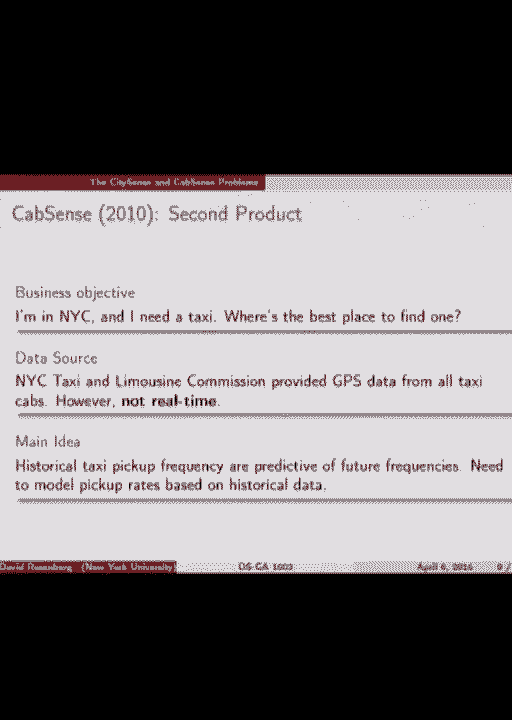 The CitySense and CabSense Problems
CabSense (2010): Second Product
Business objective
I'm in NYC, and I need a taxi. Where's the best place to find one?
Data Source
NYC Taxi and Limousine Commission provided GPS data from all taxi
cabs. However, not real-time.
Main Idea
Historical taxi pickup frequency are predictive of future frequencies. Need
to model pickup rates based on historical data.
David Rosenberg (New York University) DS-GA 1003 April 6, 2016